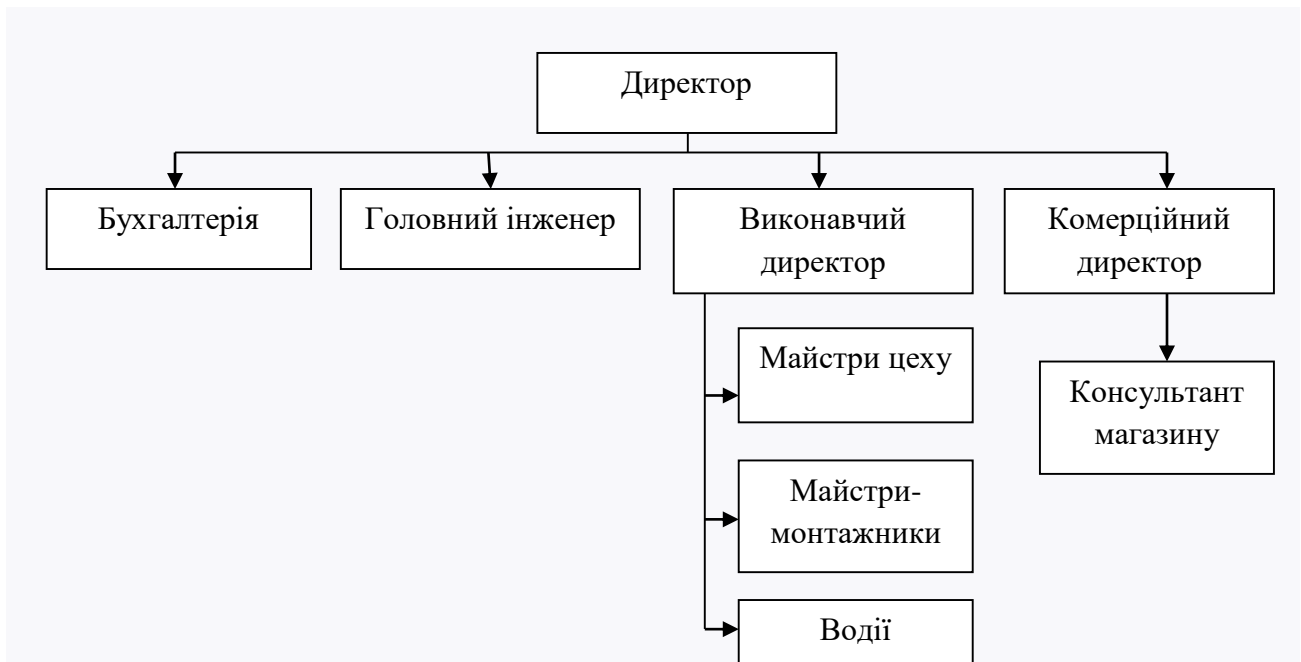 Директор
Бухгалтерія
Головний інженер
Виконавчий
директор
Комерційний
директор
Майстри цеху
Консультант
магазину
Майстри-
монтажники
Водії